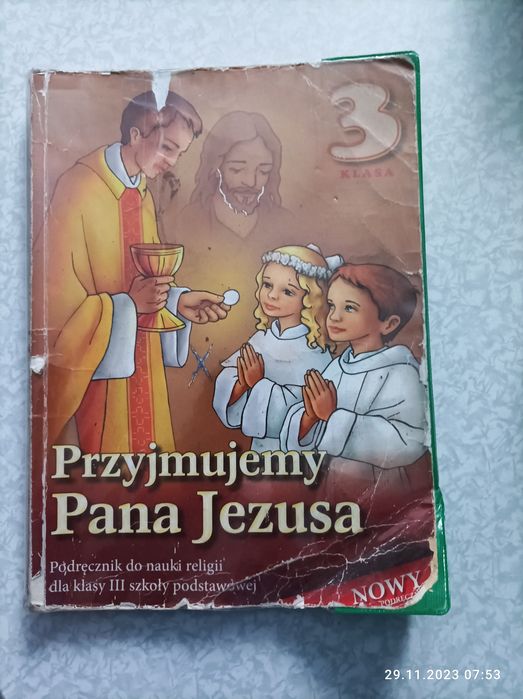 3
KLASA
Przyjmujemy
Pana Jezusa
Podręcznik do nauki religii
dla klasy III szkoły podstawowej
NOWY
29.11.2023 07:53